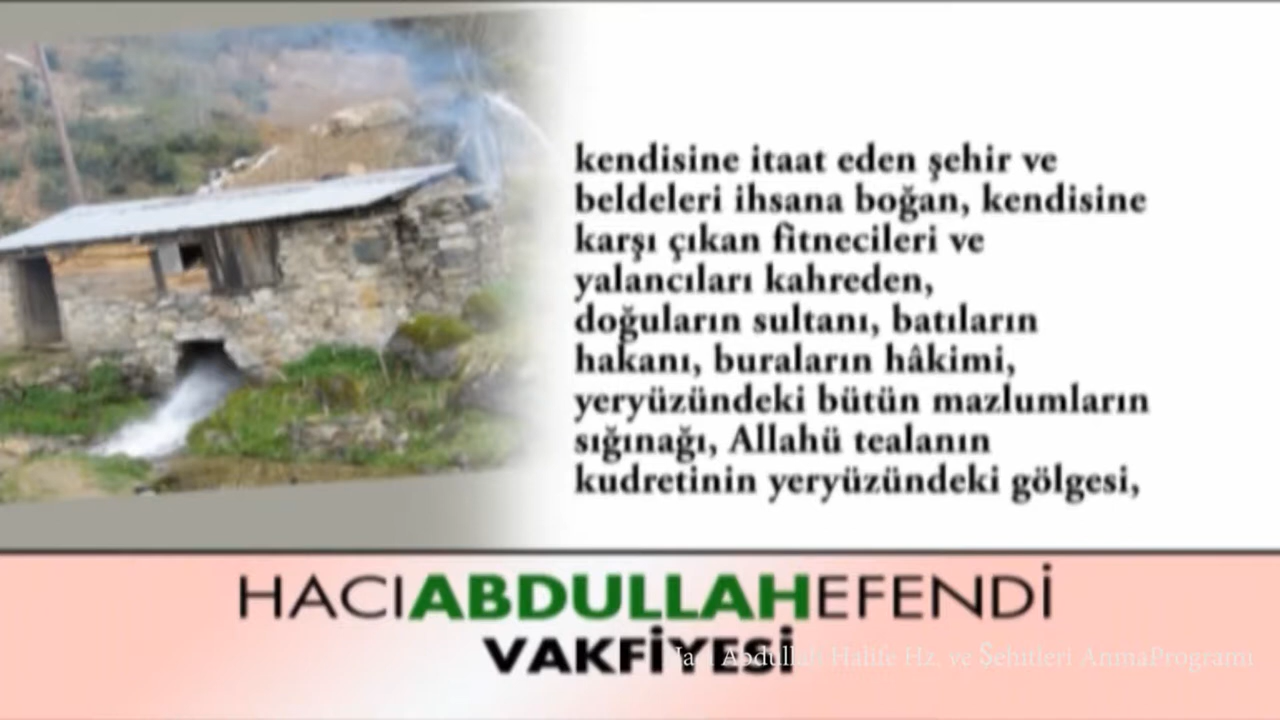 kendisine itaat eden şehir ve
beldeleri ihsana boğan, kendisine
karşı çıkan fitnecileri ve
yalancıları kahreden,
doğuların sultanı, batıların
hakanı, buraların hâkimi,
yeryüzündeki bütün mazlumların
sığınağı, Allahü tealanın
kudretinin yeryüzündeki gölgesi,
HACIABDULLAHEFENDİ
VAKFİYESİ
Hacı Abdullah Halife Hz. ve Şehitleri AnmaProgramı